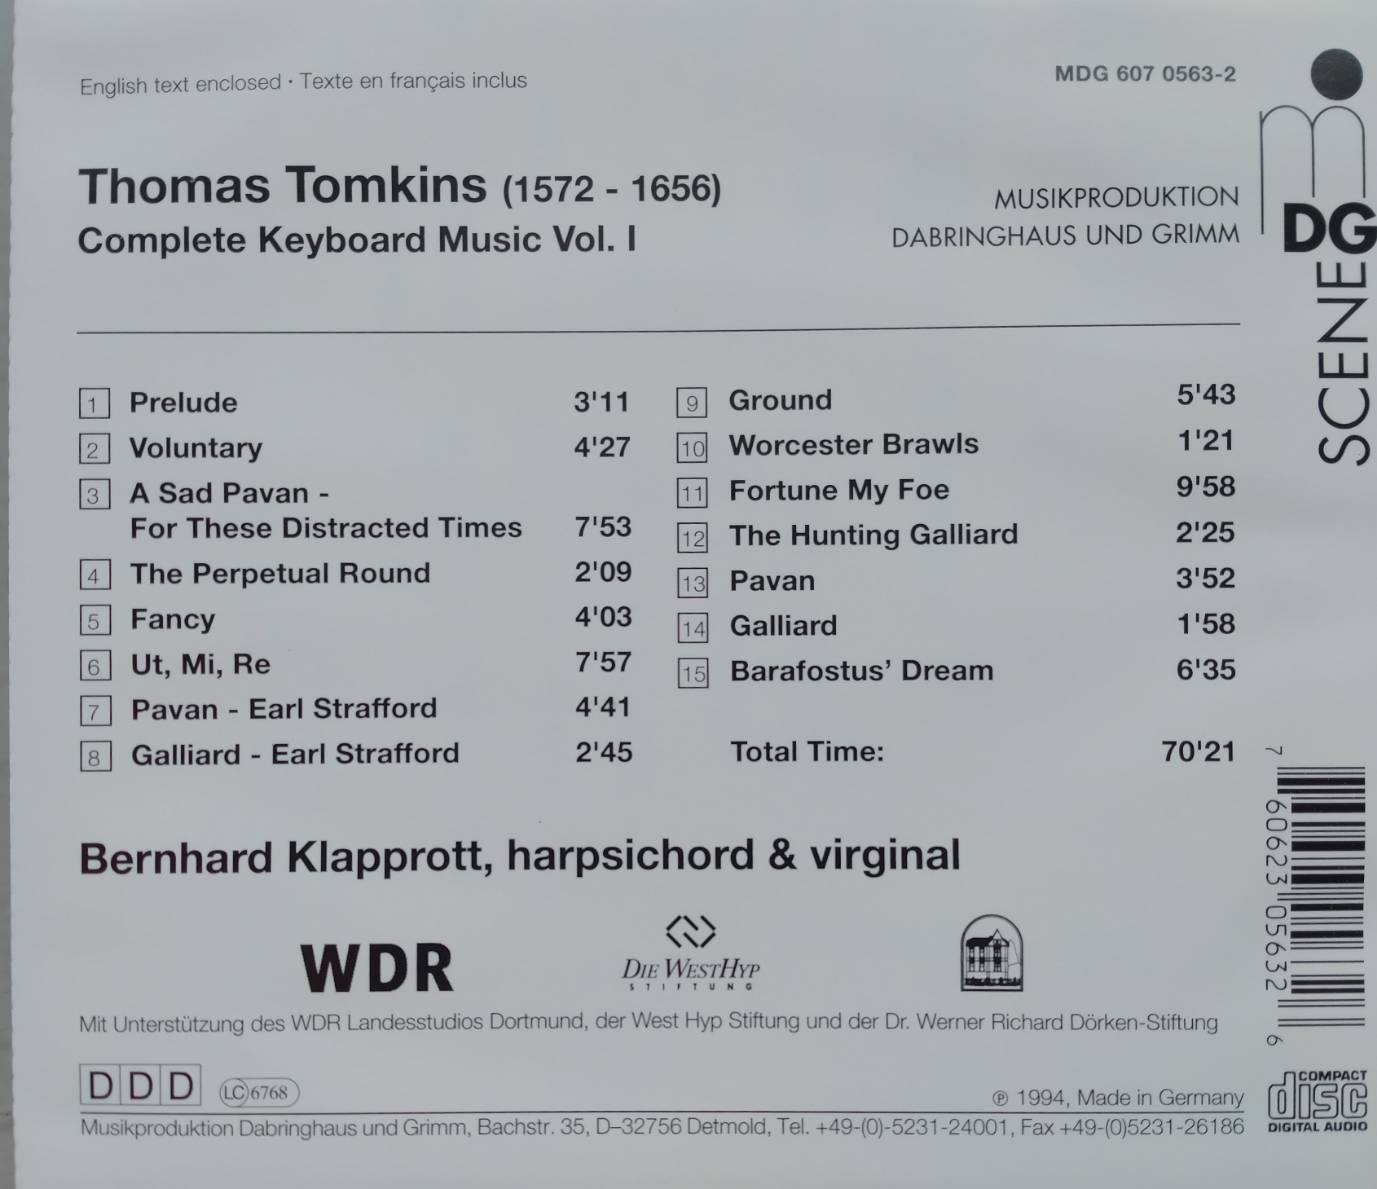 English text enclosed · Texte en français inclus
MDG 607 0563-2
Thomas Tomkins (1572 - 1656)
Complete Keyboard Music Vol. I
MUSIKPRODUKTION
DABRINGHAUS UND GRIMM
m
DG
SCENE
1 Prelude 3'11
2 Voluntary 4'27
3 A Sad Pavan -
For These Distracted Times 7'53
4 The Perpetual Round 2'09
5 Fancy 4'03
6 Ut, Mi, Re 7'57
7 Pavan - Earl Strafford 4'41
8 Galliard - Earl Strafford 2'45
9 Ground 5'43
10 Worcester Brawls 1'21
11 Fortune My Foe 9'58
12 The Hunting Galliard 2'25
13 Pavan 3'52
14 Galliard 1'58
15 Barafostus’ Dream 6'35
Total Time: 70'21
7 60623 05632 6
Bernhard Klapprott, harpsichord & virginal
WDR
DIE WESTHYP
STIFTUNG
Mit Unterstützung des WDR Landesstudios Dortmund, der West Hyp Stiftung und der Dr. Werner Richard Dörken-Stiftung
DDD
LC 6768
℗ 1994, Made in Germany
COMPACT
disc
DIGITAL AUDIO
Musikproduktion Dabringhaus und Grimm, Bachstr. 35, D–32756 Detmold, Tel. +49-(0)-5231-24001, Fax +49-(0)5231-26186